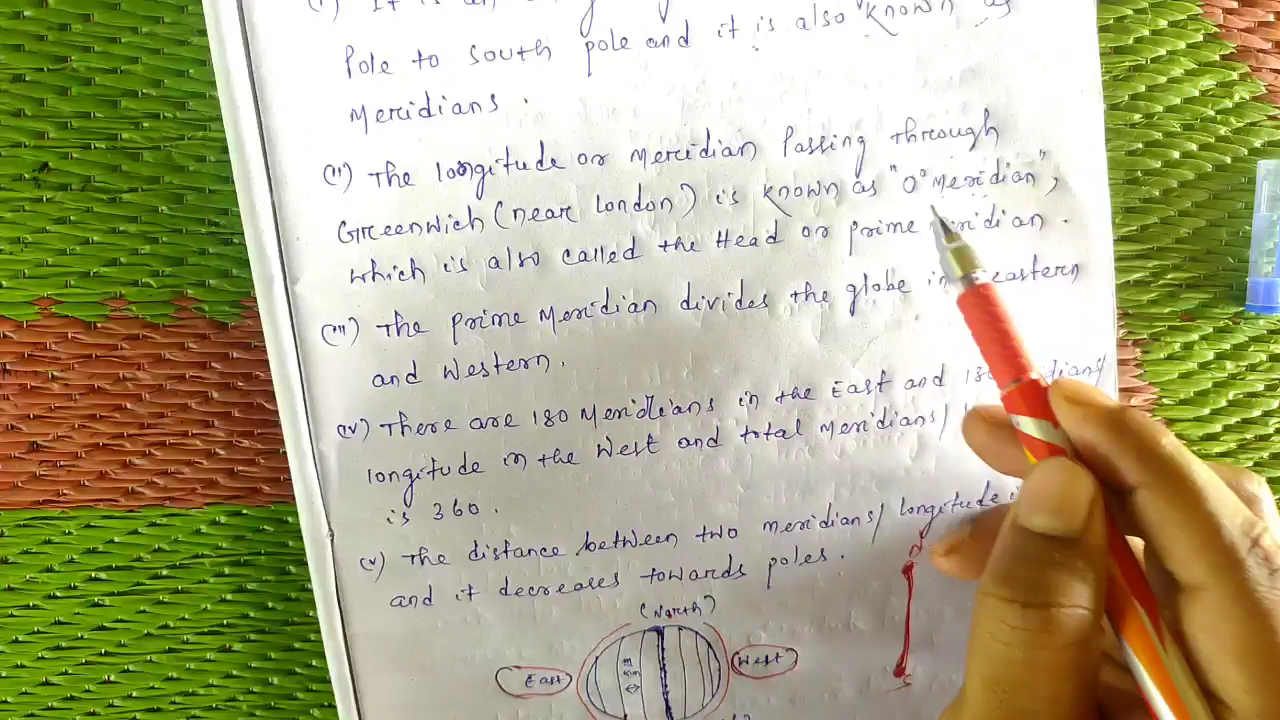 (i) It is an
Pole to south pole and it is also known as
Meridians.
(ii) The longitude or Meridian Passing through
Greenwich (near London) is known as "0° Meridian",
which is also called the Head or prime
(iii) The prime Meridian divides the globe in eastern
and Western.
(iv) There are 180 Meridieans in the East and
longitude in the West and total meridians/
is 360.
(v) The distance between two meridians/ longitude
and it decreases towards poles.
(North)
East
West
N
S